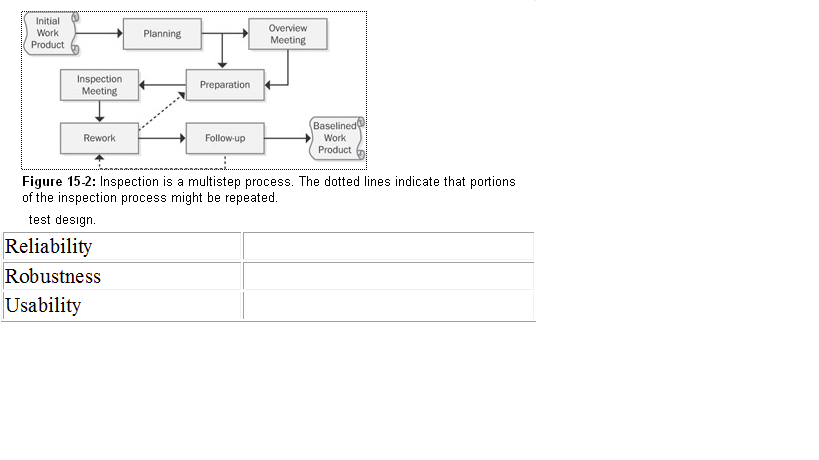 Initial
Work
Product
Planning
Overview
Meeting
Inspection
Meeting
Preparation
Rework
Follow-up
Baselined
Work
Product
Figure 15-2: Inspection is a multistep process. The dotted lines indicate that portions
of the inspection process might be repeated.
test design.
Reliability
Robustness
Usability